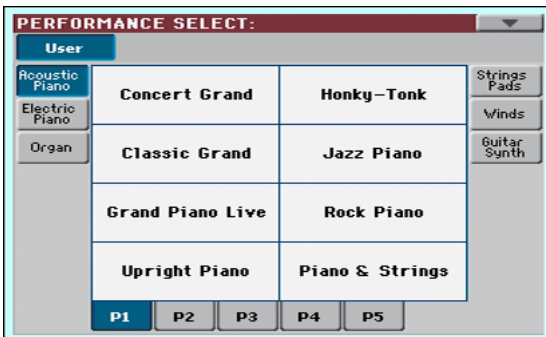 PERFORMANCE SELECT:
User
Acoustic
Piano
Electric
Piano
Organ
Concert Grand
Honky-Tonk
Classic Grand
Jazz Piano
Grand Piano Live
Rock Piano
Upright Piano
Piano & Strings
Strings
Pads
Winds
Guitar
Synth
P1 P2 P3 P4 P5